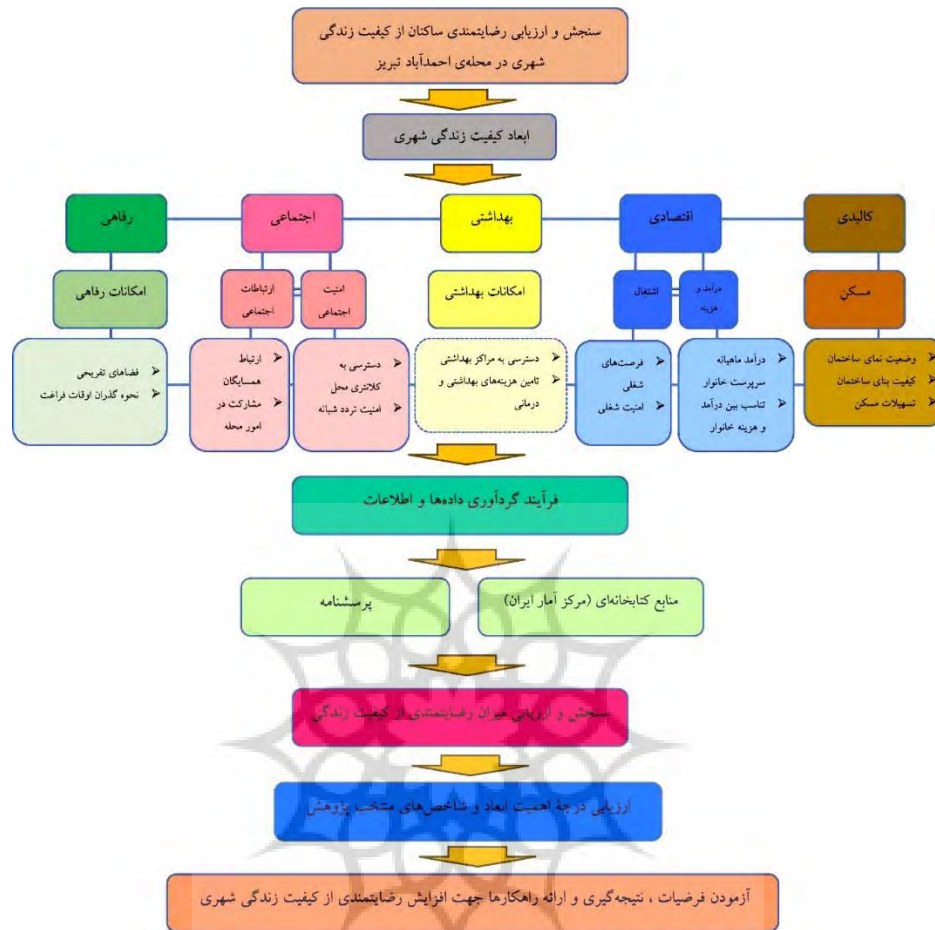 سنجش و ارزیابی رضایتمندی ساکنان از کیفیت زندگی
شهری در محله‌ی احمدآباد تبریز
ابعاد کیفیت زندگی شهری
کالبدی
اقتصادی
بهداشتی
اجتماعی
رفاهی
مسکن
درآمد و
هزینه
اشتغال
امکانات بهداشتی
امنیت
اجتماعی
ارتباطات
اجتماعی
امکانات رفاهی
وضعیت نمای ساختمان
کیفیت بنای ساختمان
تسهیلات مسکن
درآمد ماهیانه
سرپرست خانوار
تناسب بین درآمد
و هزینه خانوار
فرصت‌های
شغلی
امنیت شغلی
دسترسی به مراکز بهداشتی
تامین هزینه‌های بهداشتی و
درمانی
دسترسی به
کلانتری محل
امنیت تردد شبانه
ارتباط
همسایگان
مشارکت در
امور محله
فضاهای تفریحی
نحوه گذران اوقات فراغت
فرآیند گردآوری داده‌ها و اطلاعات
منابع کتابخانه‌ای (مرکز آمار ایران)
پرسشنامه
سنجش و ارزیابی میزان رضایتمندی از کیفیت زندگی
ارزیابی درجهٔ اهمیت ابعاد و شاخص‌های منتخب پژوهش
آزمودن فرضیات ، نتیجه‌گیری و ارائه راهکارها جهت افزایش رضایتمندی از کیفیت زندگی شهری